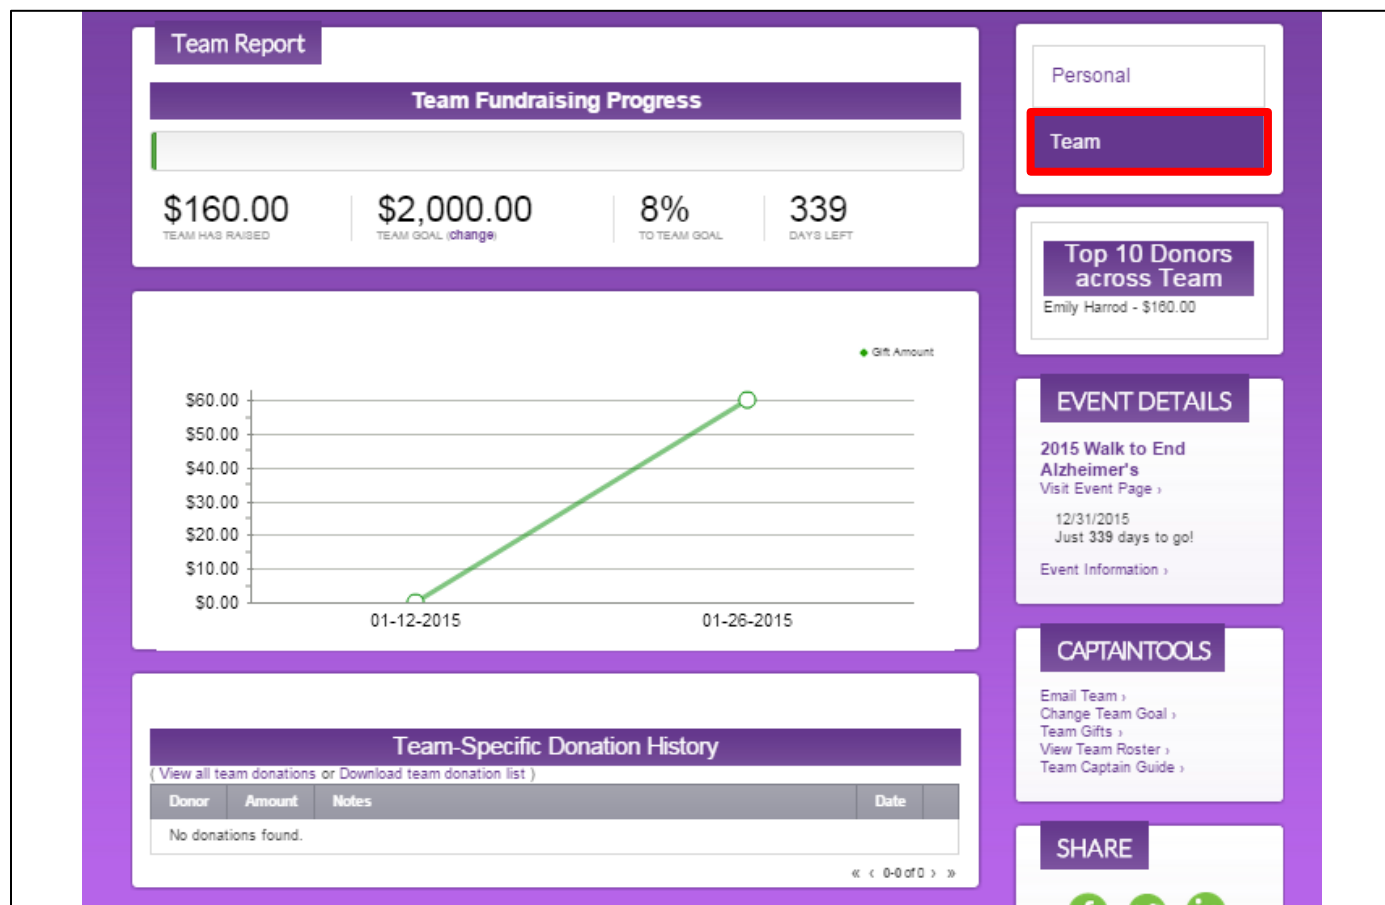 Team Report
Team Fundraising Progress
$160.00
TEAM HAS RAISED
$2,000.00
TEAM GOAL (change)
8%
TO TEAM GOAL
339
DAYS LEFT
Gift Amount
$60.00
$50.00
$40.00
$30.00
$20.00
$10.00
$0.00
01-12-2015
01-26-2015
Team-Specific Donation History
( View all team donations or Download team donation list )
Donor Amount Notes Date
No donations found.
« ‹ 0-0 of 0 › »
Personal
Team
Top 10 Donors
across Team
Emily Harrod - $160.00
EVENT DETAILS
2015 Walk to End
Alzheimer's
Visit Event Page ›
12/31/2015
Just 339 days to go!
Event Information ›
CAPTAINTOOLS
Email Team ›
Change Team Goal ›
Team Gifts ›
View Team Roster ›
Team Captain Guide ›
SHARE